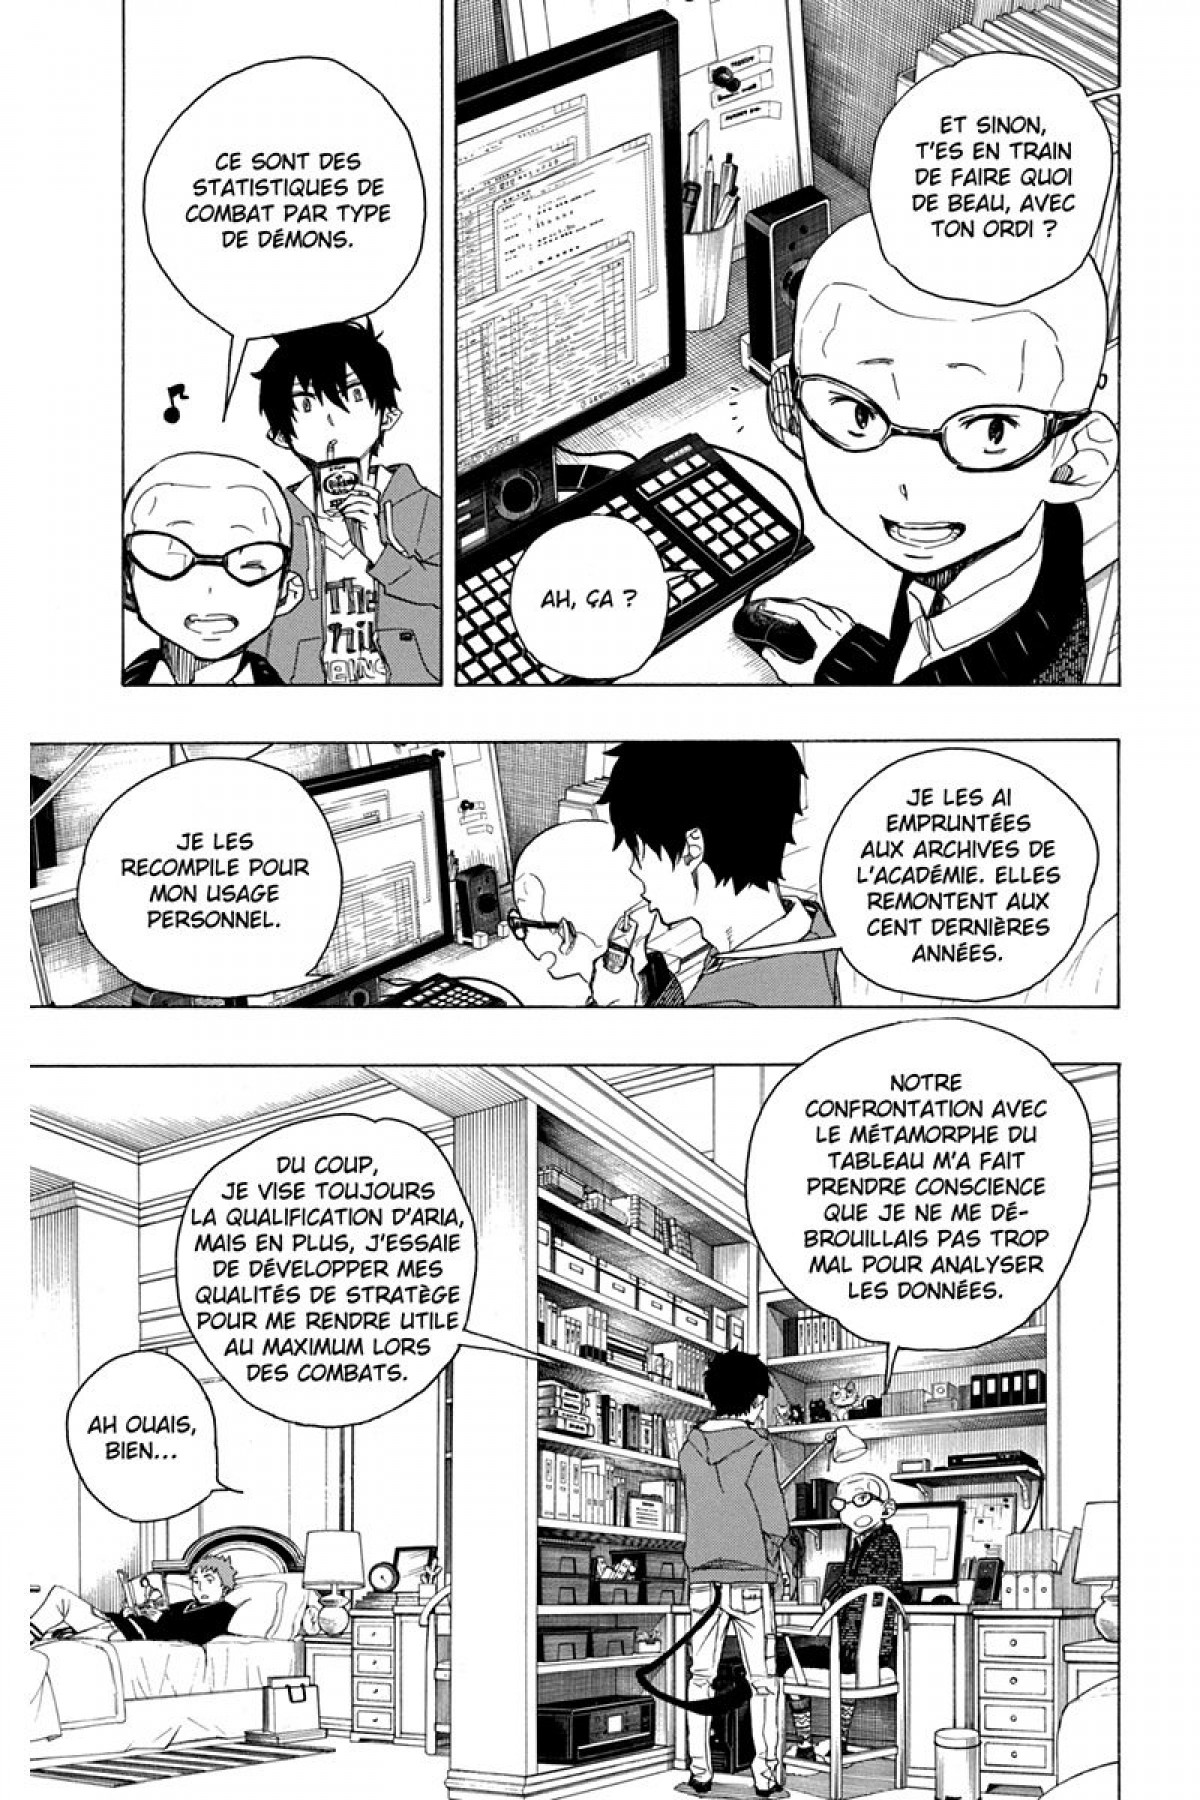 ET SINON,
T'ES EN TRAIN
DE FAIRE QUOI
DE BEAU, AVEC
TON ORDI ?
AH, ÇA ?
CE SONT DES
STATISTIQUES DE
COMBAT PAR TYPE
DE DÉMONS.
The
JE LES AI
EMPRUNTÉES
AUX ARCHIVES DE
L'ACADÉMIE. ELLES
REMONTENT AUX
CENT DERNIÈRES
ANNÉES.
JE LES
RECOMPILE POUR
MON USAGE
PERSONNEL.
NOTRE
CONFRONTATION AVEC
LE MÉTAMORPHE DU
TABLEAU M'A FAIT
PRENDRE CONSCIENCE
QUE JE NE ME DÉ-
BROUILLAIS PAS TROP
MAL POUR ANALYSER
LES DONNÉES.
DU COUP,
JE VISE TOUJOURS
LA QUALIFICATION D'ARIA,
MAIS EN PLUS, J'ESSAIE
DE DÉVELOPPER MES
QUALITÉS DE STRATÈGE
POUR ME RENDRE UTILE
AU MAXIMUM LORS
DES COMBATS.
AH OUAIS,
BIEN...